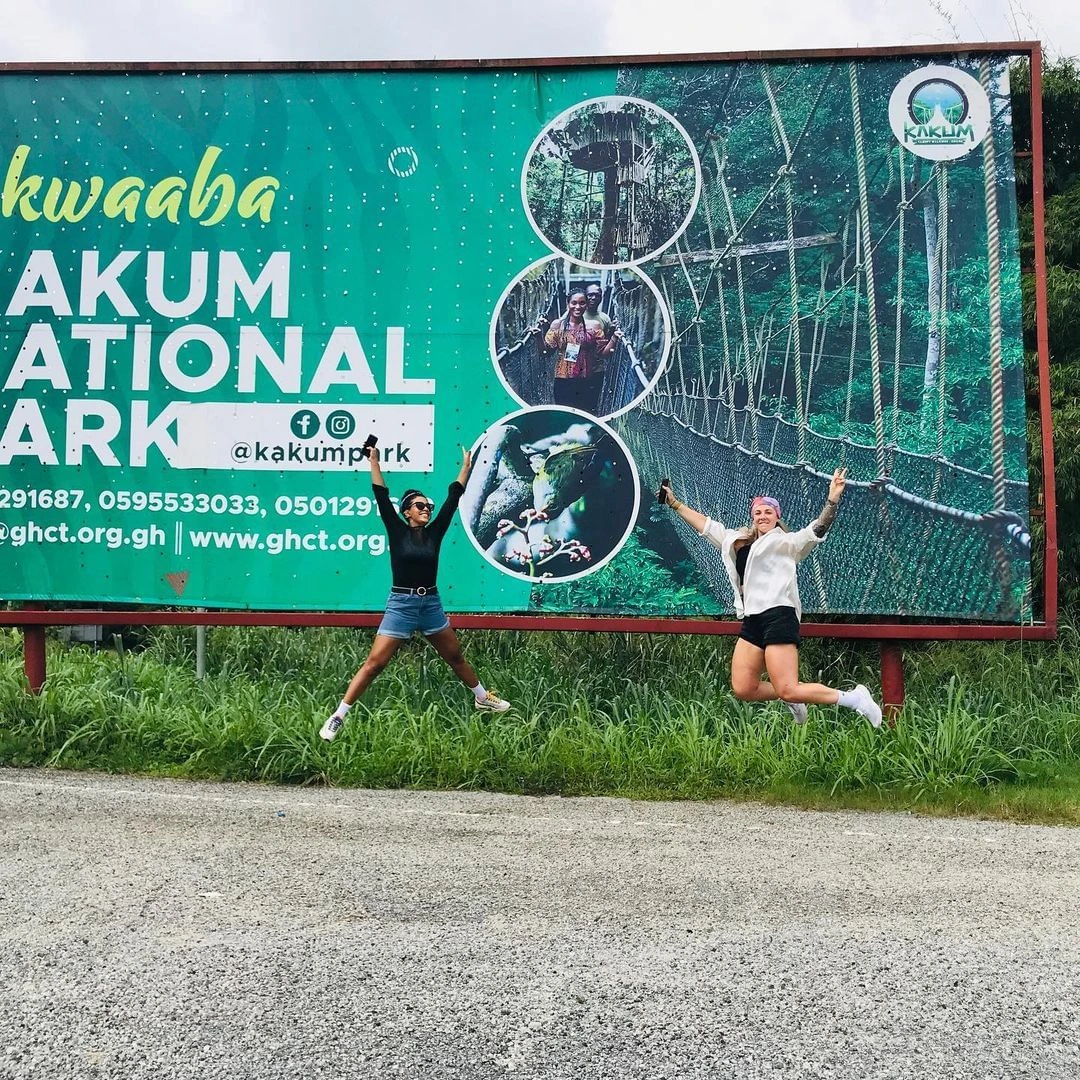 kwaaba
AKUM
ATIONAL
ARK
@kakumpark
291687, 0595533033, 050129
@ghct.org.gh || www.ghct.org.
KAKUM